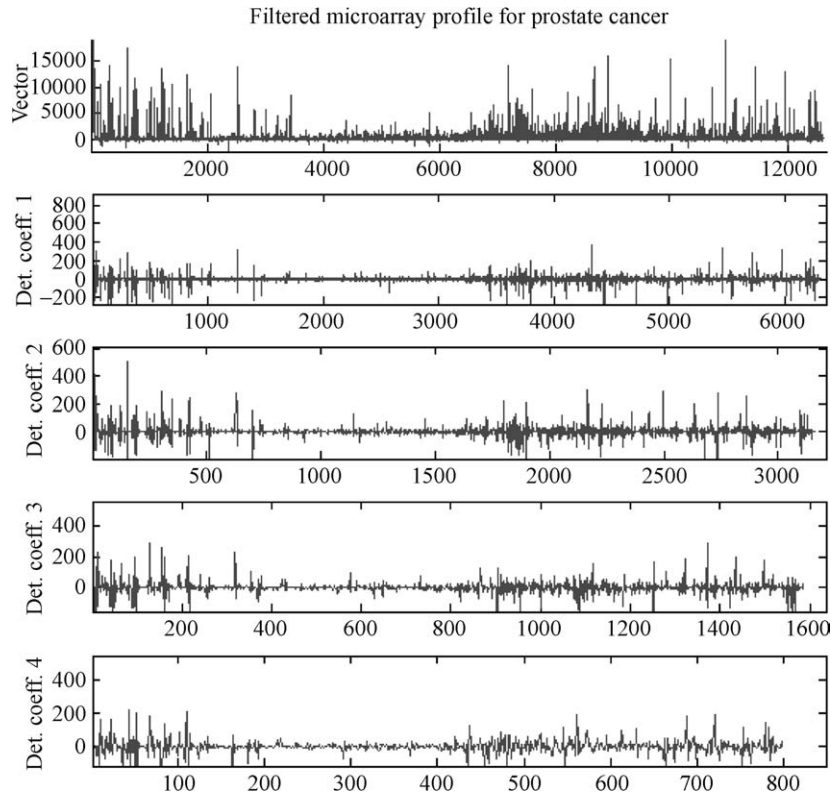 Filtered microarray profile for prostate cancer
Vector
15000
10000
5000
0
2000 4000 6000 8000 10000 12000
Det. coeff. 1
800
600
400
200
0
−200
1000 2000 3000 4000 5000 6000
Det. coeff. 2
600
400
200
0
500 1000 1500 2000 2500 3000
Det. coeff. 3
400
200
0
200 400 600 800 1000 1200 1400 1600
Det. coeff. 4
400
200
0
100 200 300 400 500 600 700 800